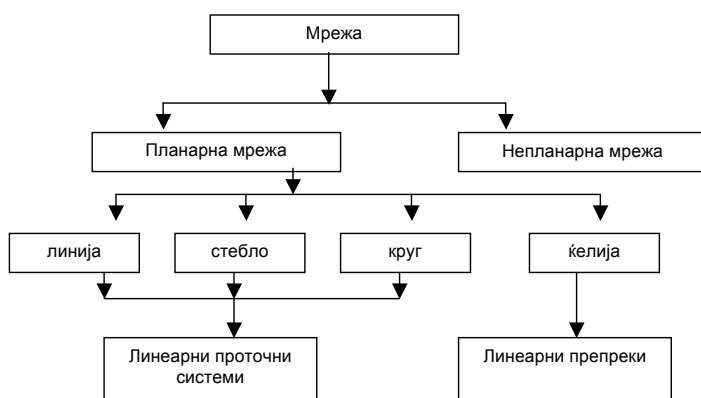 Мрежа
Планарна мрежа
Непланарна мрежа
линија
стебло
круг
ќелија
Линеарни проточни
системи
Линеарни препреки